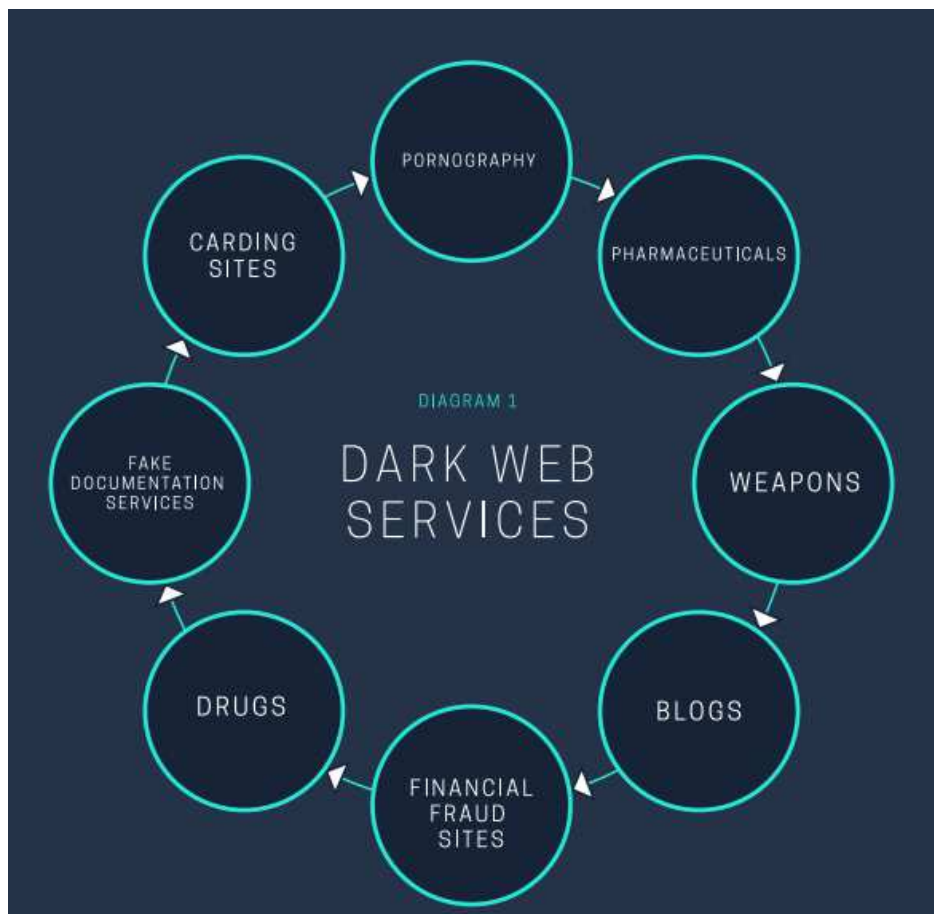 PORNOGRAPHY
PHARMACEUTICALS
WEAPONS
BLOGS
FINANCIAL
FRAUD
SITES
DRUGS
FAKE
DOCUMENTATION
SERVICES
CARDING
SITES
DIAGRAM 1
DARK WEB
SERVICES